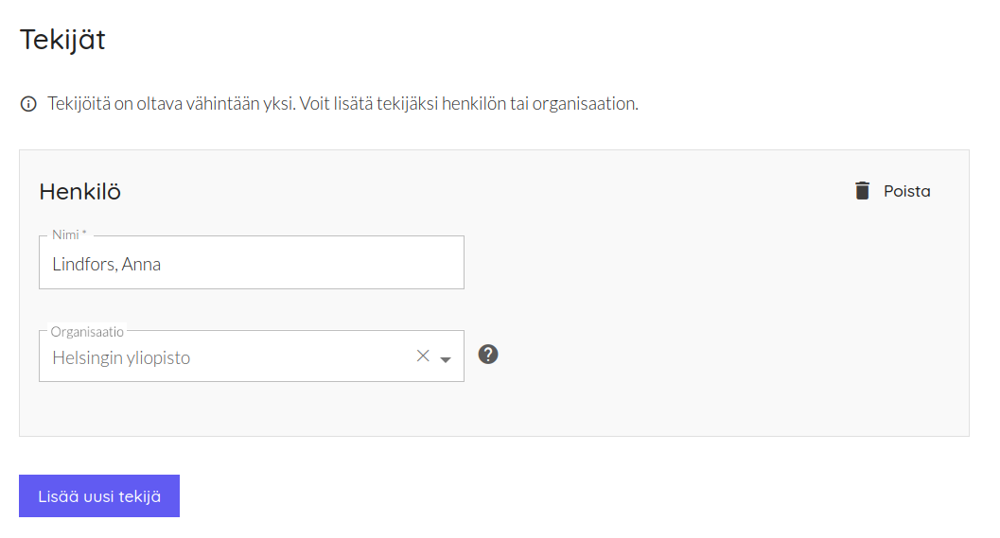 Tekijät
Tekijöitä on oltava vähintään yksi. Voit lisätä tekijäksi henkilön tai organisaation.
Henkilö
Poista
Nimi *
Lindfors, Anna
Organisaatio
Helsingin yliopisto
Lisää uusi tekijä